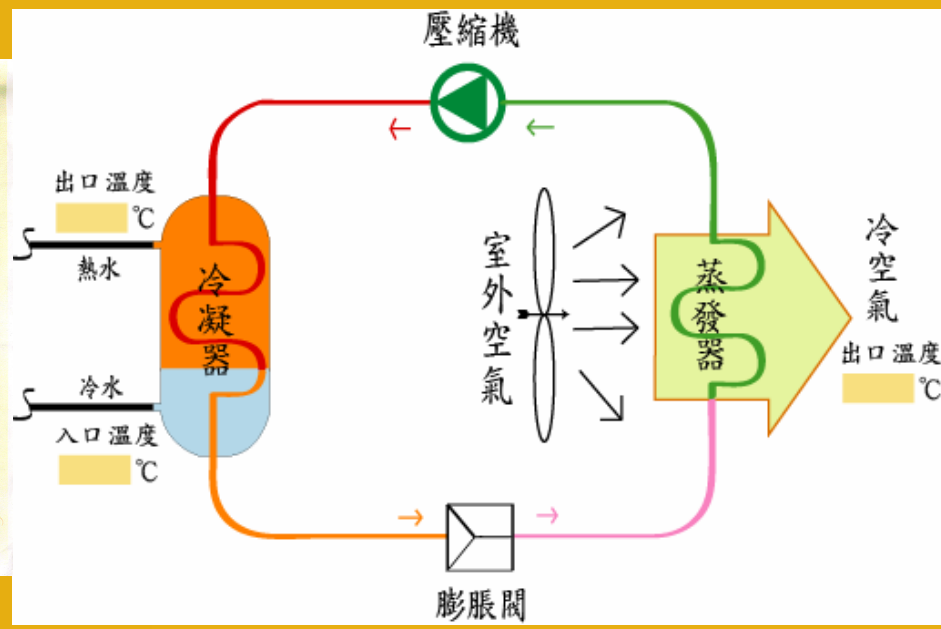 壓縮機
出口溫度
℃
熱水
冷凝器
冷水
入口溫度
℃
室外空氣
蒸發器
冷空氣
出口溫度
℃
膨脹閥